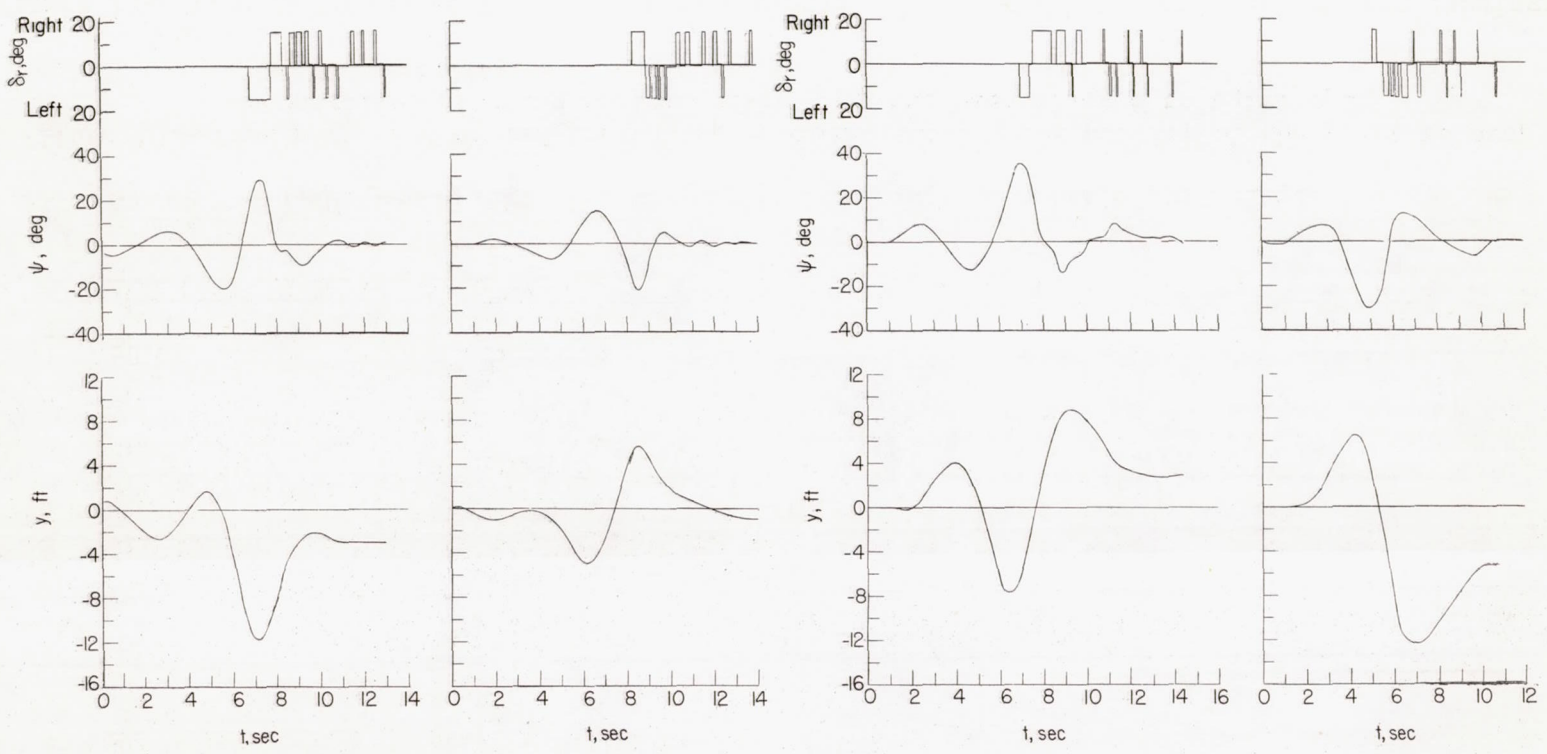 Right 20
δr,deg
0
Left 20
40
20
ψ, deg
0
-20
-40
12
8
4
y, ft
0
-4
-8
-12
-16
0 2 4 6 8 10 12 14
t,sec
0 2 4 6 8 10 12 14
t,sec
Right 20
δr,deg
0
Left 20
40
20
ψ, deg
0
-20
-40
12
8
4
y, ft
0
-4
-8
-12
-16
0 2 4 6 8 10 12 14 16
t,sec
0 2 4 6 8 10 12
t,sec